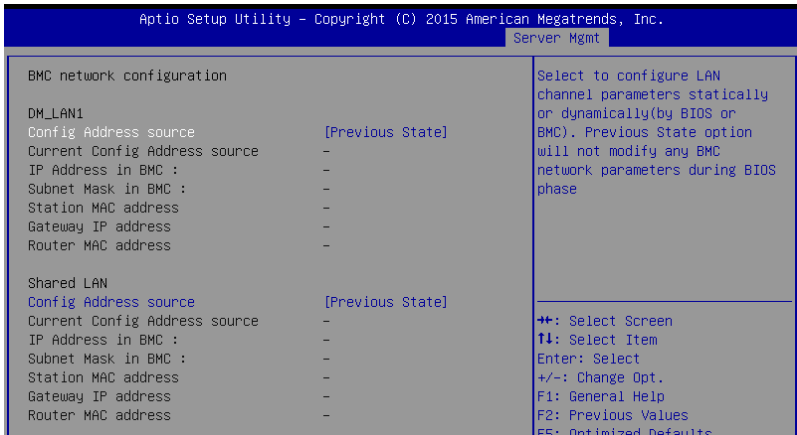 Aptio Setup Utility – Copyright (C) 2015 American Megatrends, Inc.
Server Mgmt
BMC network configuration
DM_LAN1
Config Address source [Previous State]
Current Config Address source -
IP Address in BMC : -
Subnet Mask in BMC : -
Station MAC address -
Gateway IP address -
Router MAC address -
Shared LAN
Config Address source [Previous State]
Current Config Address source -
IP Address in BMC : -
Subnet Mask in BMC : -
Station MAC address -
Gateway IP address -
Router MAC address -
Select to configure LAN
channel parameters statically
or dynamically(by BIOS or
BMC). Previous State option
will not modify any BMC
network parameters during BIOS
phase
→←: Select Screen
↑↓: Select Item
Enter: Select
+/-: Change Opt.
F1: General Help
F2: Previous Values
F5: Optimized Defaults